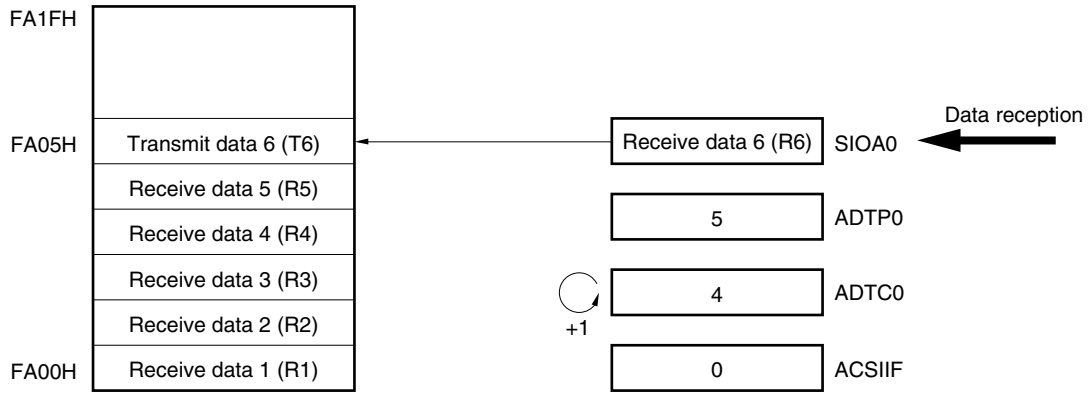 FA1FH
Data reception
FA05H
Transmit data 6 (T6)
Receive data 6 (R6)
SIOA0
Receive data 5 (R5)
5
ADTP0
Receive data 4 (R4)
Receive data 3 (R3)
4
ADTC0
+1
Receive data 2 (R2)
FA00H
Receive data 1 (R1)
0
ACSIIF